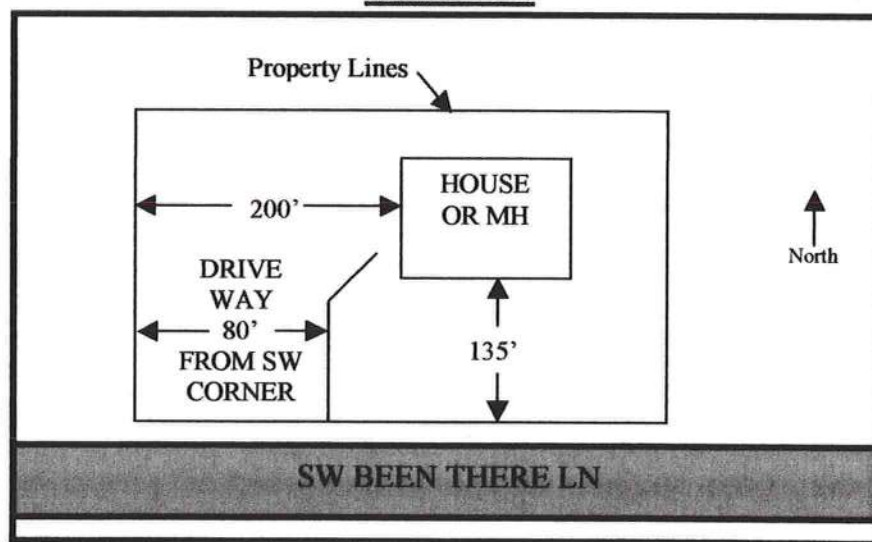 Property Lines
HOUSE
OR MH
200’
North
DRIVE
WAY
80’
FROM SW
CORNER
135’
SW BEEN THERE LN